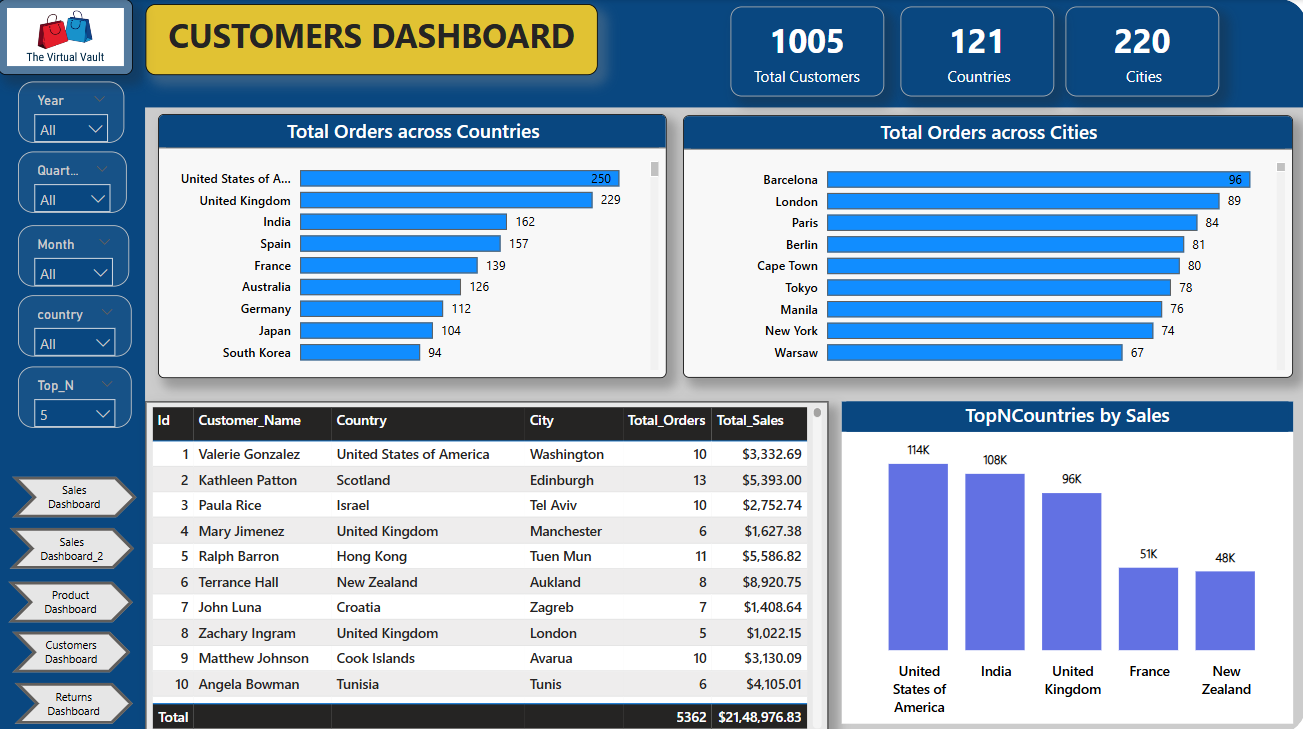 The Virtual Vault
CUSTOMERS DASHBOARD
1005
Total Customers
121
Countries
220
Cities
Year
All
Quart...
All
Month
All
country
All
Top_N
5
Sales
Dashboard
Sales
Dashboard_2
Product
Dashboard
Customers
Dashboard
Returns
Dashboard
Total Orders across Countries
United States of A... 250
United Kingdom 229
India 162
Spain 157
France 139
Australia 126
Germany 112
Japan 104
South Korea 94
Total Orders across Cities
Barcelona 96
London 89
Paris 84
Berlin 81
Cape Town 80
Tokyo 78
Manila 76
New York 74
Warsaw 67
Id Customer_Name Country City Total_Orders Total_Sales
1 Valerie Gonzalez United States of America Washington 10 $3,332.69
2 Kathleen Patton Scotland Edinburgh 13 $5,393.00
3 Paula Rice Israel Tel Aviv 10 $2,752.74
4 Mary Jimenez United Kingdom Manchester 6 $1,627.38
5 Ralph Barron Hong Kong Tuen Mun 11 $5,586.82
6 Terrance Hall New Zealand Aukland 8 $8,920.75
7 John Luna Croatia Zagreb 7 $1,408.64
8 Zachary Ingram United Kingdom London 5 $1,022.15
9 Matthew Johnson Cook Islands Avarua 10 $3,130.09
10 Angela Bowman Tunisia Tunis 6 $4,105.01
Total 5362 $21,48,976.83
TopNCountries by Sales
114K
108K
96K
51K
48K
United
States of
America
India
United
Kingdom
France
New
Zealand